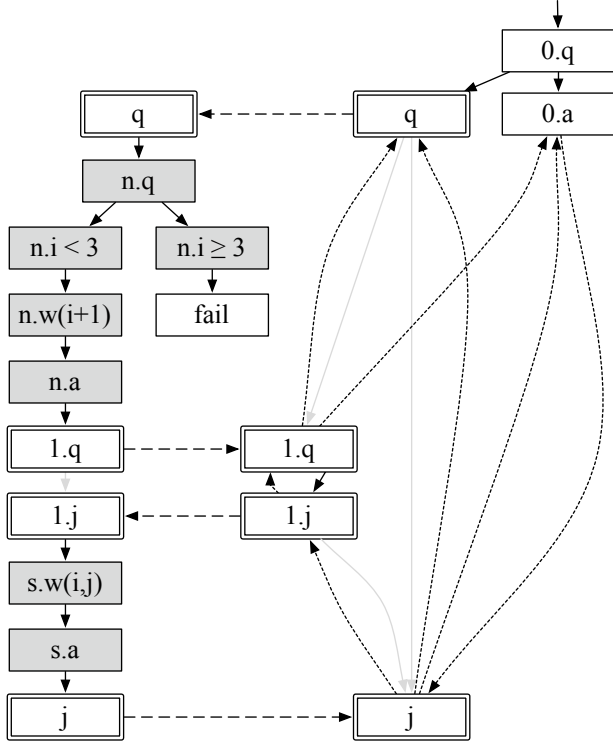 0.q
q
q
0.a
n.q
n.i < 3
n.i ≥ 3
n.w(i+1)
fail
n.a
1.q
1.q
1.j
1.j
s.w(i,j)
s.a
j
j